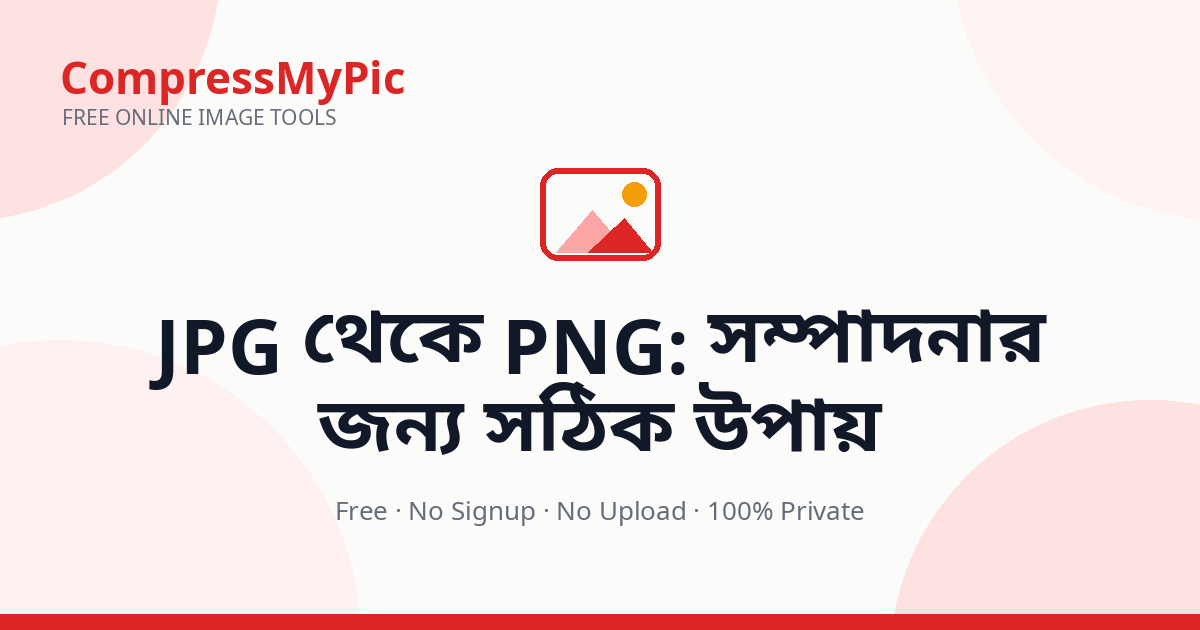 CompressMyPic
FREE ONLINE IMAGE TOOLS
JPG থেকে PNG: সম্পাদনার
জন্য সঠিক উপায়
Free · No Signup · No Upload · 100% Private